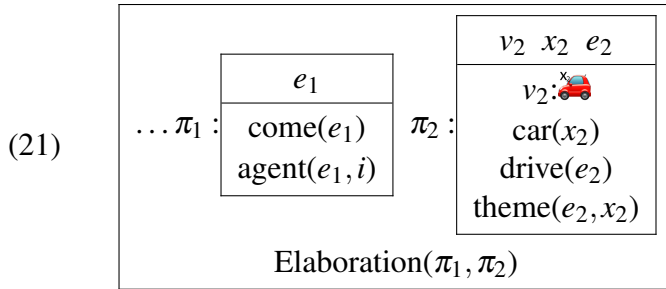 (21)
… π₁ :
e₁
come(e₁)
agent(e₁, i)
π₂ :
v₂ x₂ e₂
v₂: x₂
car(x₂)
drive(e₂)
theme(e₂, x₂)
Elaboration(π₁, π₂)